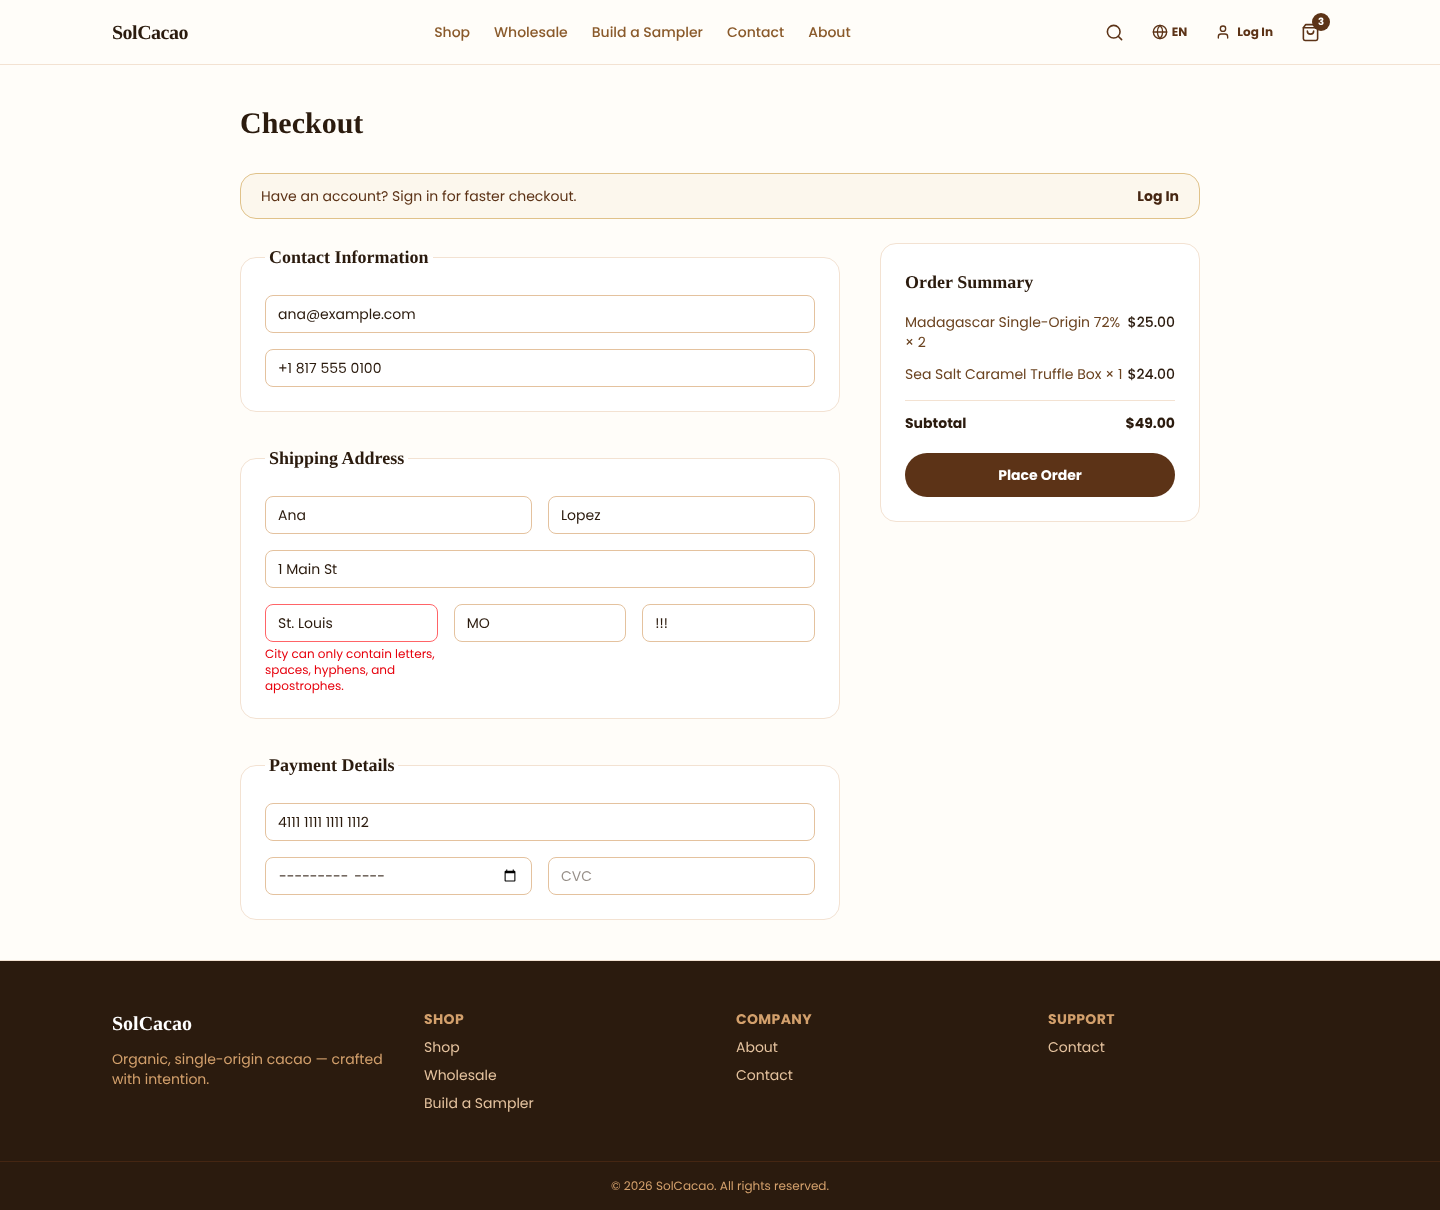 SolCacao
Shop
Wholesale
Build a Sampler
Contact
About
EN
Log In
3
Checkout
Have an account? Sign in for faster checkout.
Log In
Contact Information
ana@example.com
+1 817 555 0100
Shipping Address
Ana
Lopez
1 Main St
St. Louis
MO
!!!
City can only contain letters,
spaces, hyphens, and
apostrophes.
Payment Details
4111 1111 1111 1112
--------- ----
CVC
Order Summary
Madagascar Single-Origin 72% $25.00
× 2
Sea Salt Caramel Truffle Box × 1 $24.00
Subtotal $49.00
Place Order
SolCacao
Organic, single-origin cacao — crafted
with intention.
SHOP
Shop
Wholesale
Build a Sampler
COMPANY
About
Contact
SUPPORT
Contact
© 2026 SolCacao. All rights reserved.